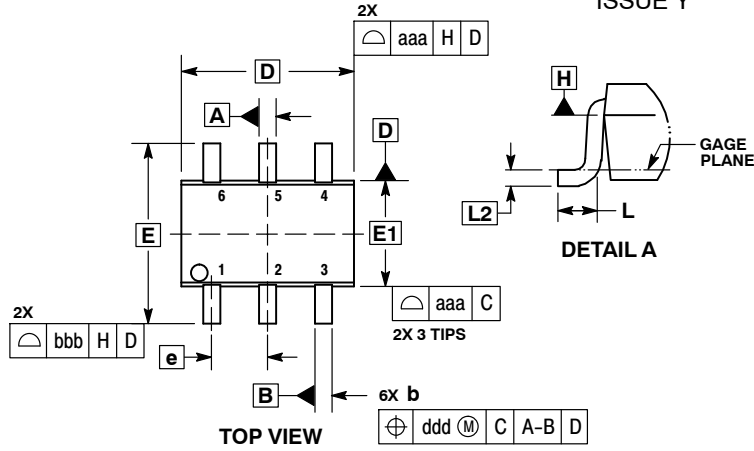 ISSUE Y
2X
⌓ aaa H D
D
A
D
H
GAGE
PLANE
6 5 4
E
E1
L2
L
DETAIL A
1 2 3
2X
⌓ bbb H D
⌓ aaa C
2X 3 TIPS
e
B
6X b
⌖ ddd Ⓜ C A-B D
TOP VIEW